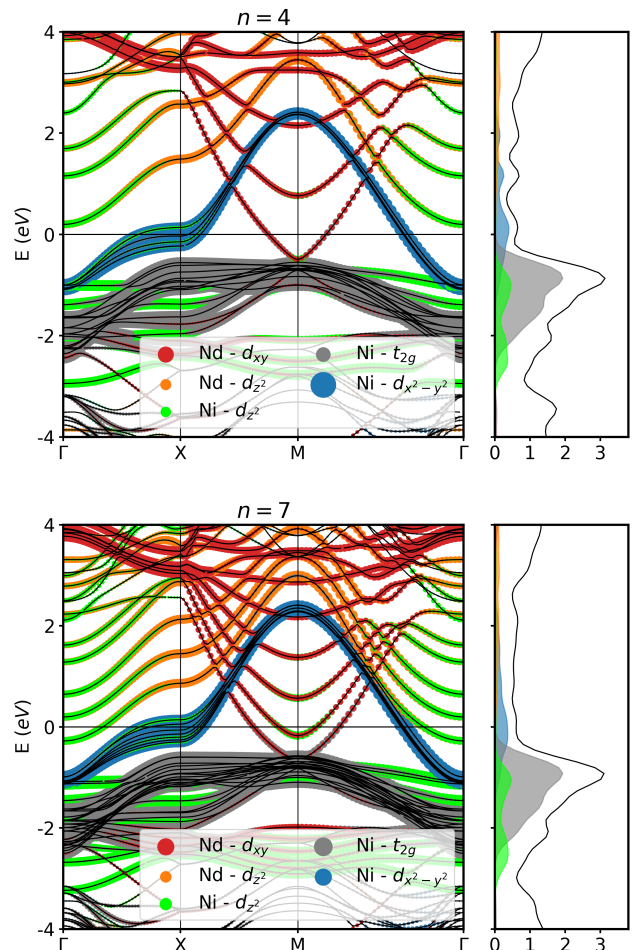 n = 4
4
2
0
-2
-4
E (eV)
Nd - d_xy
Nd - d_z²
Ni - d_z²
Ni - t_2g
Ni - d_x²−y²
Γ X M Γ
0 1 2 3
n = 7
4
2
0
-2
-4
E (eV)
Nd - d_xy
Nd - d_z²
Ni - d_z²
Ni - t_2g
Ni - d_x²−y²
Γ X M Γ
0 1 2 3